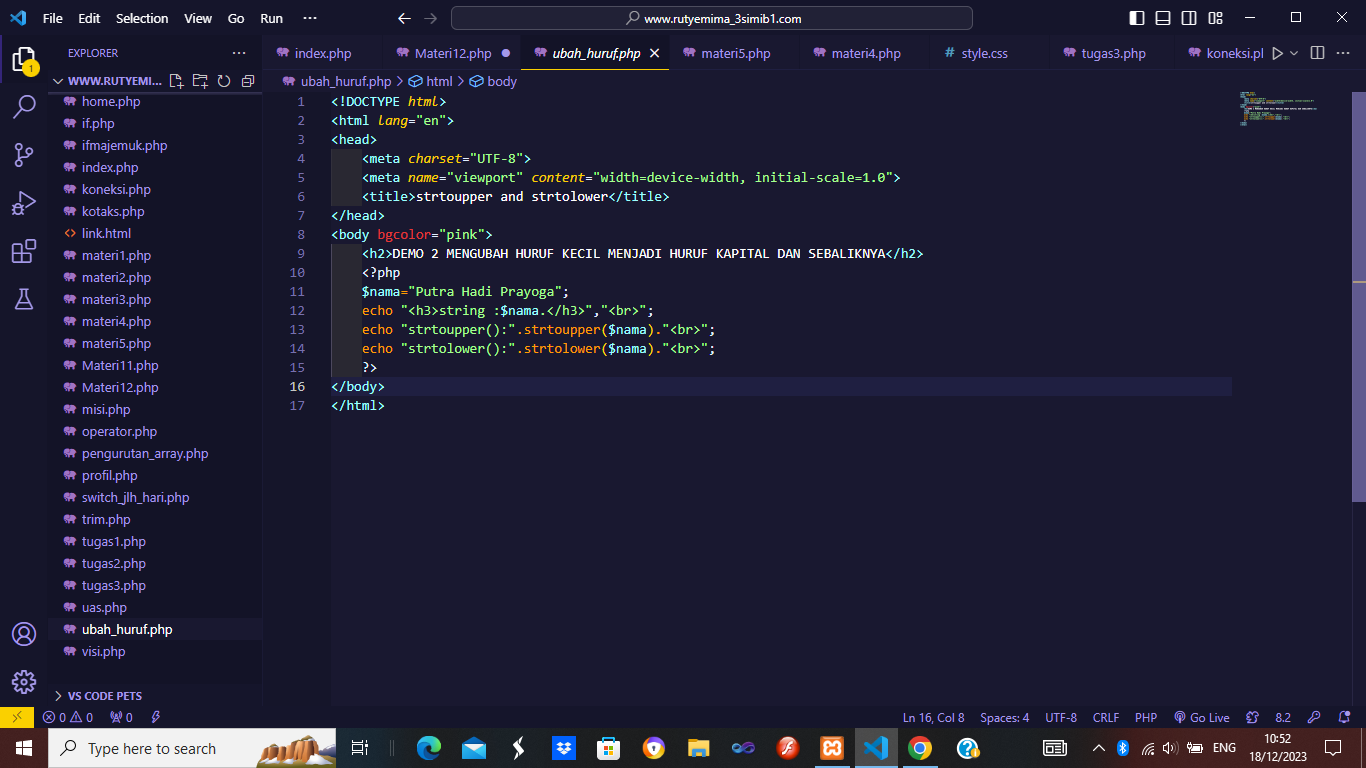 File Edit Selection View Go Run ··· www.rutyemima_3simib1.com
EXPLORER ···
index.php Materi12.php ubah_huruf.php materi5.php materi4.php # style.css tugas3.php koneksi.pl ···
1
WWW.RUTYEMI...
ubah_huruf.php > html > body
home.php
if.php
ifmajemuk.php
index.php
koneksi.php
kotaks.php
<> link.html
materi1.php
materi2.php
materi3.php
materi4.php
materi5.php
Materi11.php
Materi12.php
misi.php
operator.php
pengurutan_array.php
profil.php
switch_jlh_hari.php
trim.php
tugas1.php
tugas2.php
tugas3.php
uas.php
ubah_huruf.php
visi.php
VS CODE PETS
1 <!DOCTYPE html>
2 <html lang="en">
3 <head>
4 <meta charset="UTF-8">
5 <meta name="viewport" content="width=device-width, initial-scale=1.0">
6 <title>strtoupper and strtolower</title>
7 </head>
8 <body bgcolor="pink">
9 <h2>DEMO 2 MENGUBAH HURUF KECIL MENJADI HURUF KAPITAL DAN SEBALIKNYA</h2>
10 <?php
11 $nama="Putra Hadi Prayoga";
12 echo "<h3>string :$nama.</h3>","<br>";
13 echo "strtoupper():".strtoupper($nama)."<br>";
14 echo "strtolower():".strtolower($nama)."<br>";
15 ?>
16 </body>
17 </html>
0 0 0 Ln 16, Col 8 Spaces: 4 UTF-8 CRLF PHP Go Live 8.2
Type here to search ENG 10:52
18/12/2023